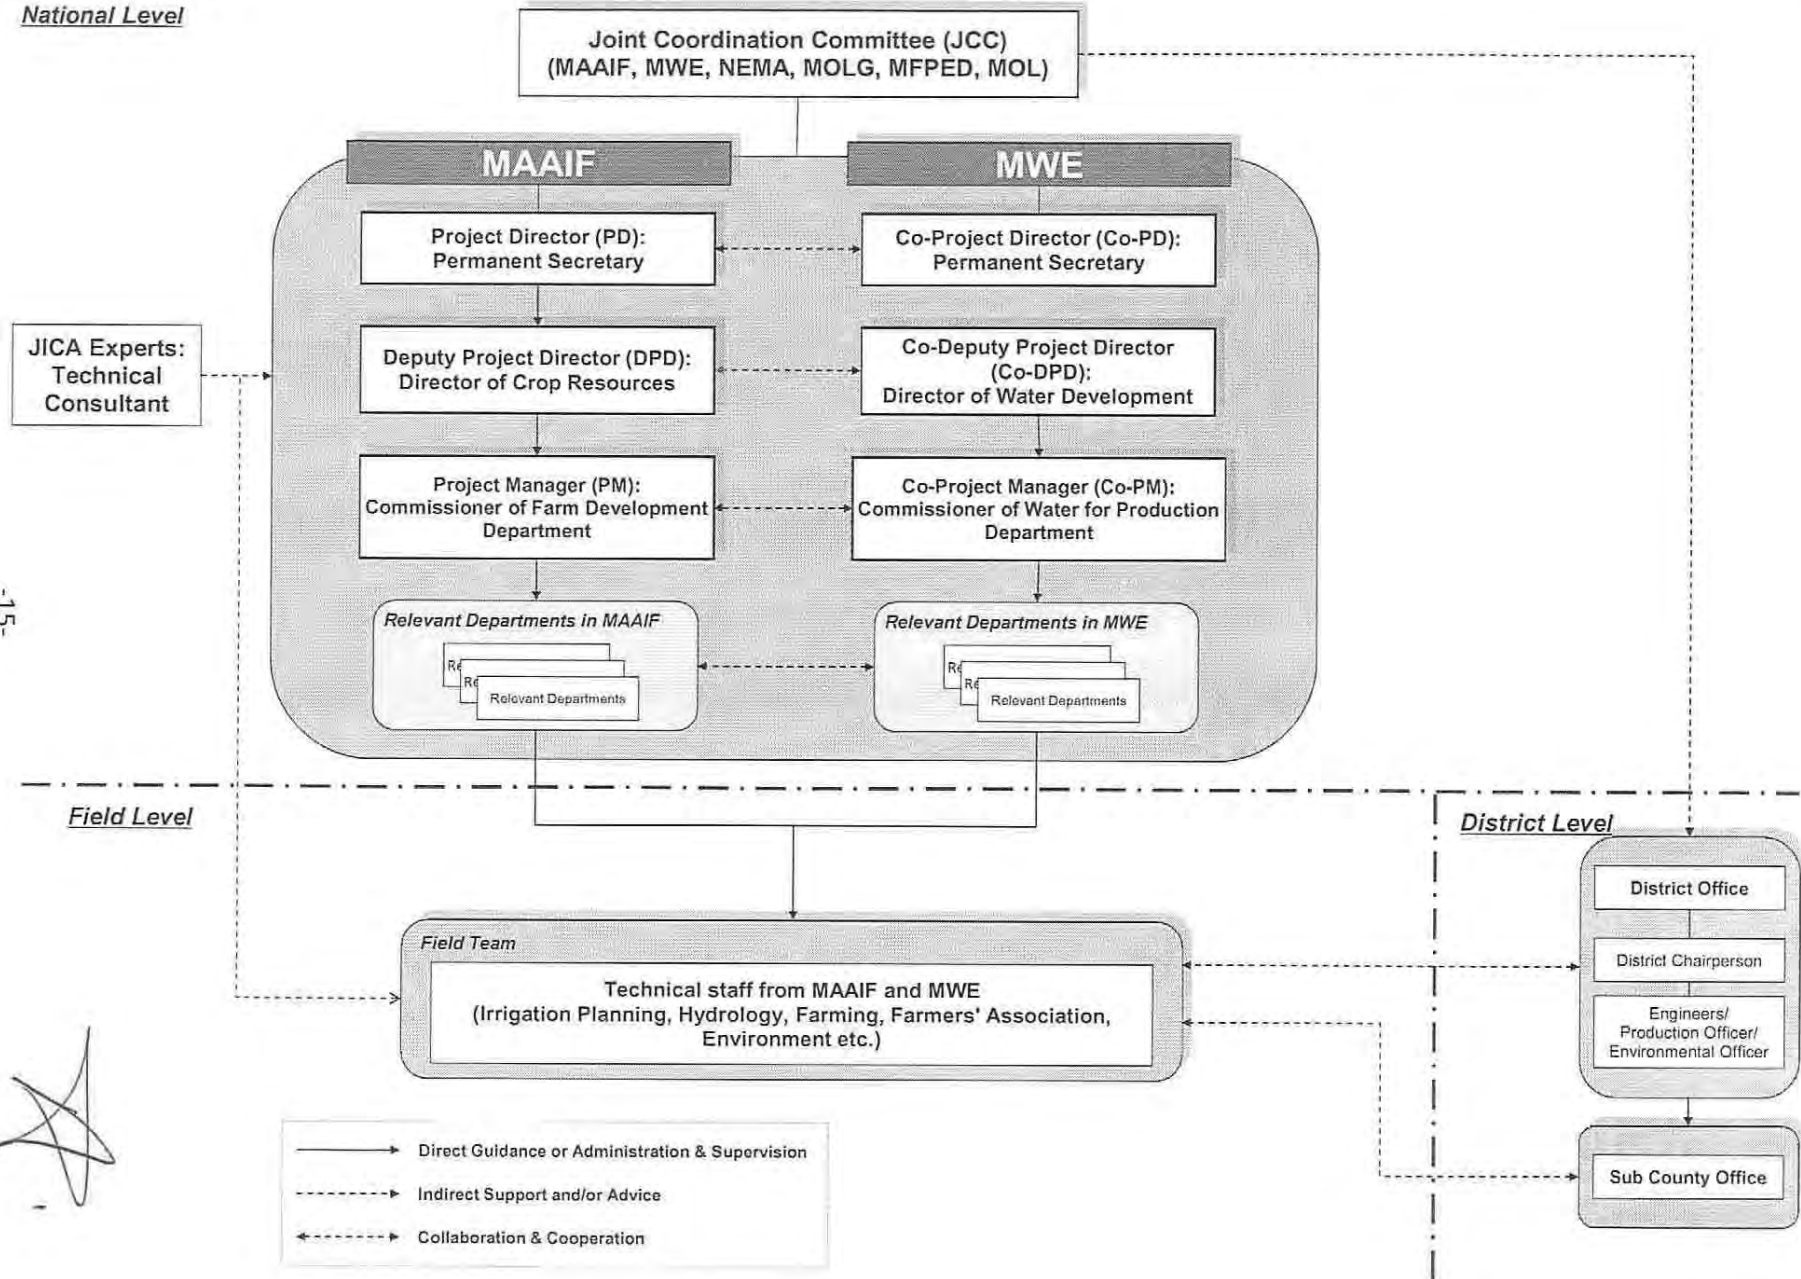 National Level
Joint Coordination Committee (JCC)
(MAAIF, MWE, NEMA, MOLG, MFPED, MOL)
MAAIF
MWE
Project Director (PD):
Permanent Secretary
Co-Project Director (Co-PD):
Permanent Secretary
JICA Experts:
Technical
Consultant
Deputy Project Director (DPD):
Director of Crop Resources
Co-Deputy Project Director
(Co-DPD):
Director of Water Development
Project Manager (PM):
Commissioner of Farm Development
Department
Co-Project Manager (Co-PM):
Commissioner of Water for Production
Department
Relevant Departments in MAAIF
Re
Re
Relevant Departments
Relevant Departments in MWE
Re
Re
Relevant Departments
-15-
Field Level
District Level
District Office
District Chairperson
Engineers/
Production Officer/
Environmental Officer
Sub County Office
Field Team
Technical staff from MAAIF and MWE
(Irrigation Planning, Hydrology, Farming, Farmers' Association,
Environment etc.)
Direct Guidance or Administration & Supervision
Indirect Support and/or Advice
Collaboration & Cooperation